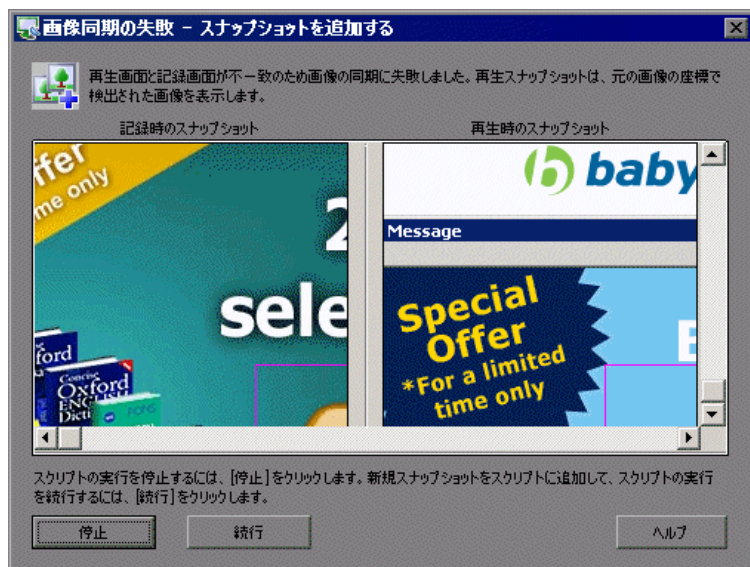 画像同期の失敗 － スナップショットを追加する
再生画面と記録画面が不一致のため画像の同期に失敗しました。再生スナップショットは、元の画像の座標で
検出された画像を表示します。
記録時のスナップショット
再生時のスナップショット
ffer
me only
2
sele
ford
Concise
Oxford
ENGLISH
Dicti
PONS
b baby
Message
Special
Offer
*For a limited
time only
E
スクリプトの実行を停止するには、[停止]をクリックします。新規スナップショットをスクリプトに追加して、スクリプトの実行
を続行するには、[続行]をクリックします。
停止
続行
ヘルプ